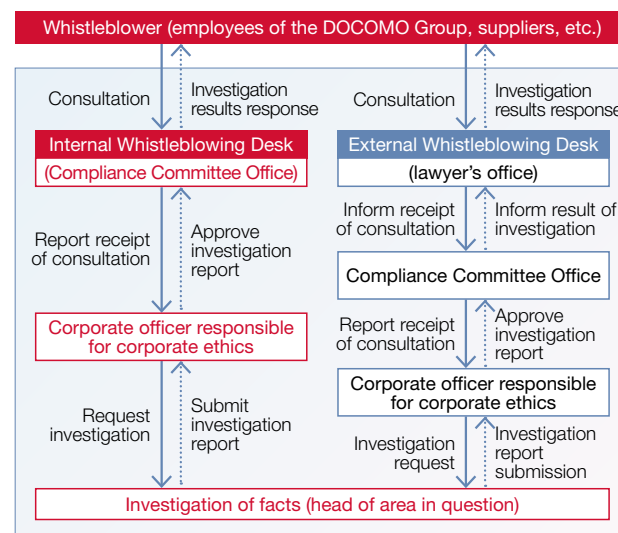 Whistleblower (employees of the DOCOMO Group, suppliers, etc.)
Consultation
Investigation
results response
Consultation
Investigation
results response
Internal Whistleblowing Desk
(Compliance Committee Office)
External Whistleblowing Desk
(lawyer's office)
Report receipt
of consultation
Approve
investigation
report
Inform receipt
of consultation
Inform result of
investigation
Compliance Committee Office
Corporate officer responsible
for corporate ethics
Report receipt
of consultation
Approve
investigation
report
Corporate officer responsible
for corporate ethics
Request
investigation
Submit
investigation
report
Investigation
request
Investigation
report
submission
Investigation of facts (head of area in question)